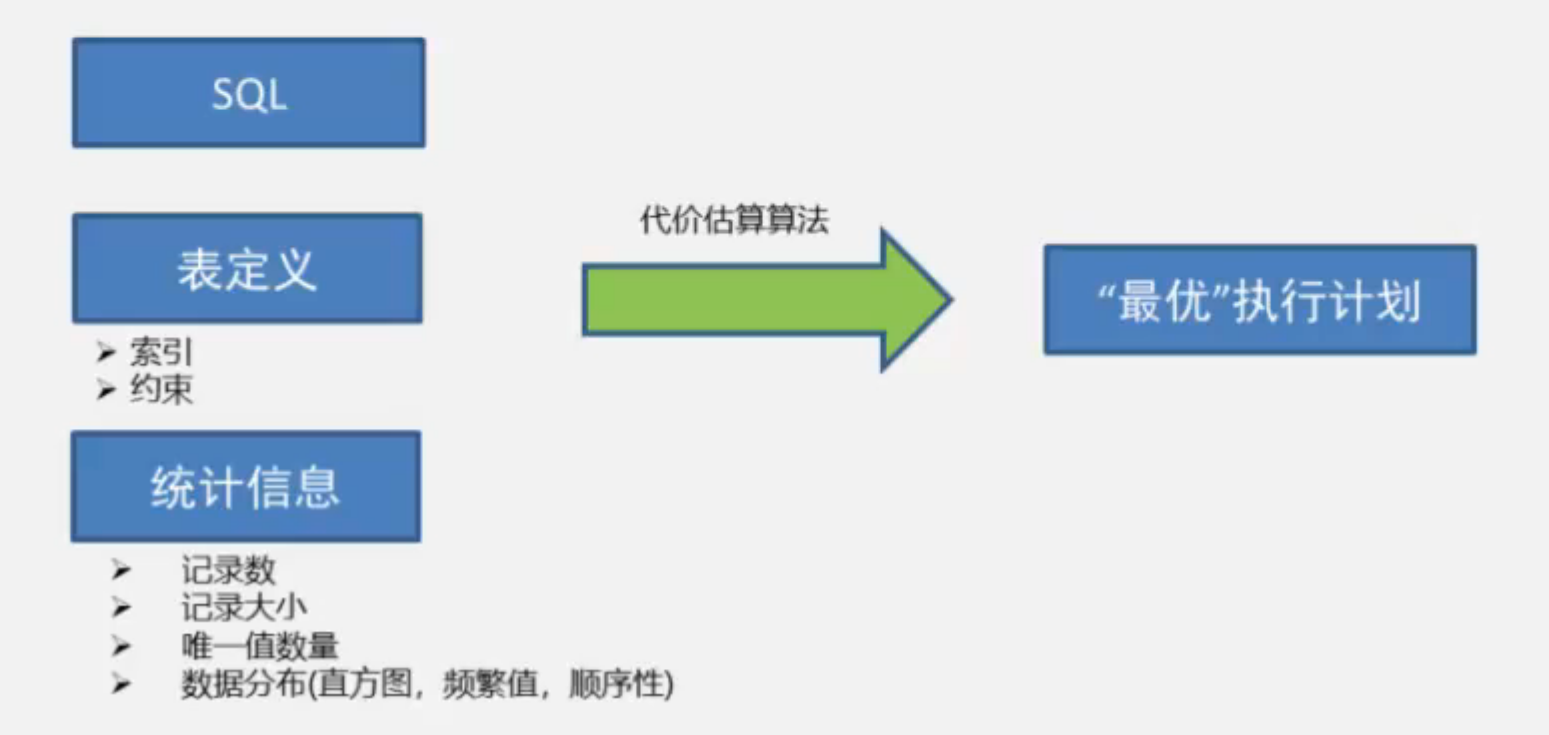 SQL
表定义
索引
约束
统计信息
记录数
记录大小
唯一值数量
数据分布(直方图，频繁值，顺序性)
代价估算算法
“最优”执行计划